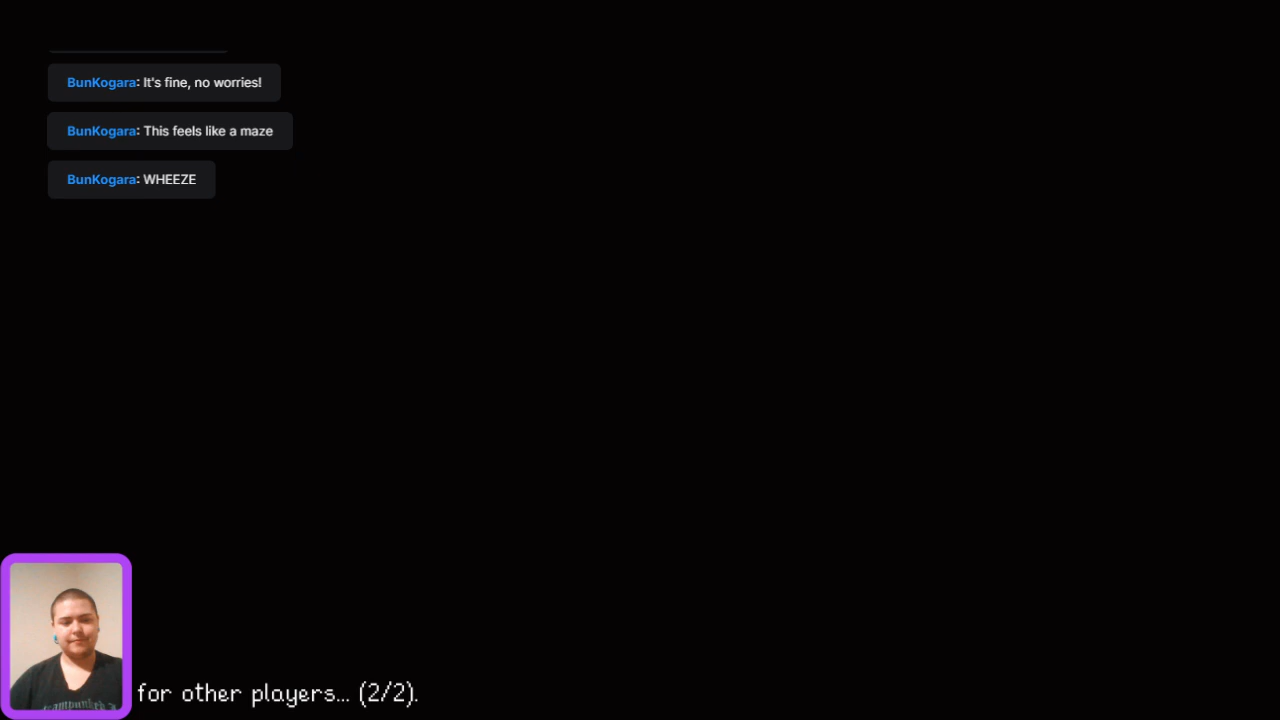 BunKogara: It's fine, no worries!
BunKogara: This feels like a maze
BunKogara: WHEEZE
for other players... (2/2).